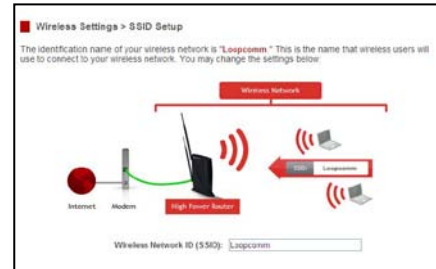 Wireless Settings > SSID Setup
The identification name of your wireless network is "Loopcomm." This is the name that wireless users will
use to connect to your wireless network. You may change the settings below.
Wireless Network
SSID: Loopcomm
Internet Modem High Power Router
Wireless Network ID (SSID): Loopcomm